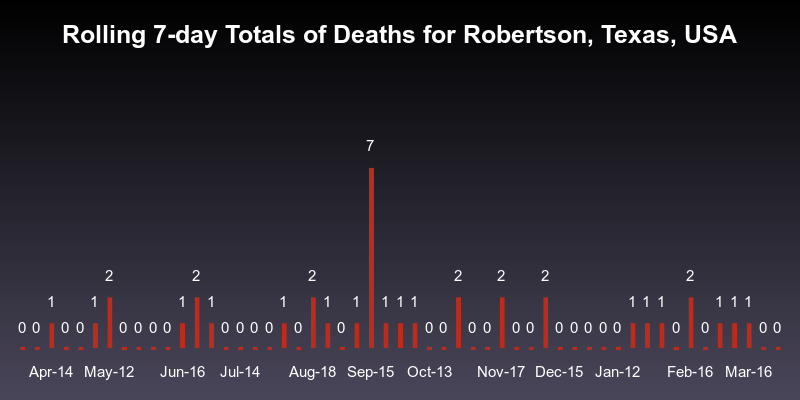 Rolling 7-day Totals of Deaths for Robertson, Texas, USA
7
2 2 2 2 2 2 2
1 1 1 1 1 1 1 1 1 1 1 1 1 1 1 1
0 0 0 0 0 0 0 0 0 0 0 0 0 0 0 0 0 0 0 0 0 0 0 0 0 0 0 0 0
Apr-14 May-12 Jun-16 Jul-14 Aug-18 Sep-15 Oct-13 Nov-17 Dec-15 Jan-12 Feb-16 Mar-16